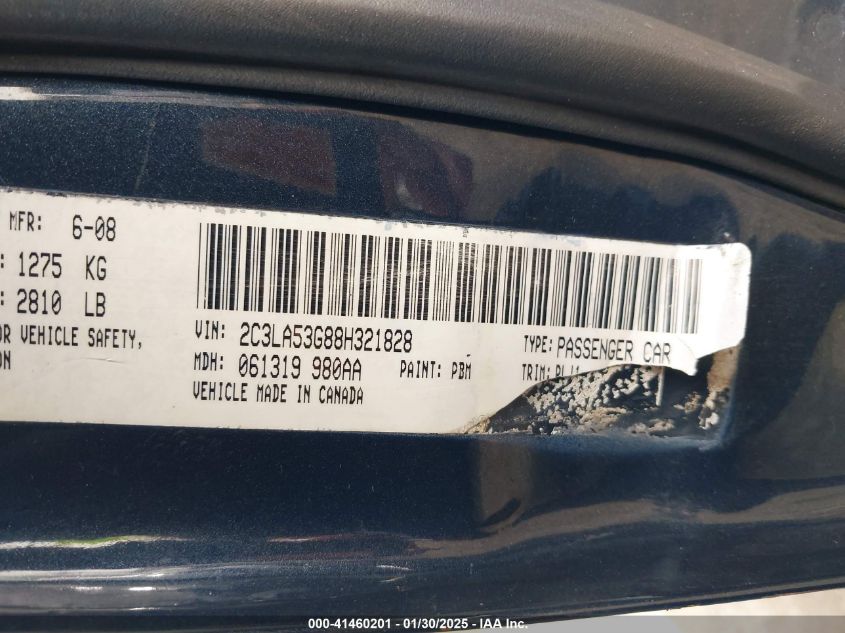 MFR: 6-08
1275 KG
2810 LB
OR VEHICLE SAFETY,
ON
VIN: 2C3LA53G88H321828
TYPE: PASSENGER CAR
MDH: 061319 980AA PAINT: PBM TRIM:
VEHICLE MADE IN CANADA
000-41460201 - 01/30/2025 - IAA Inc.